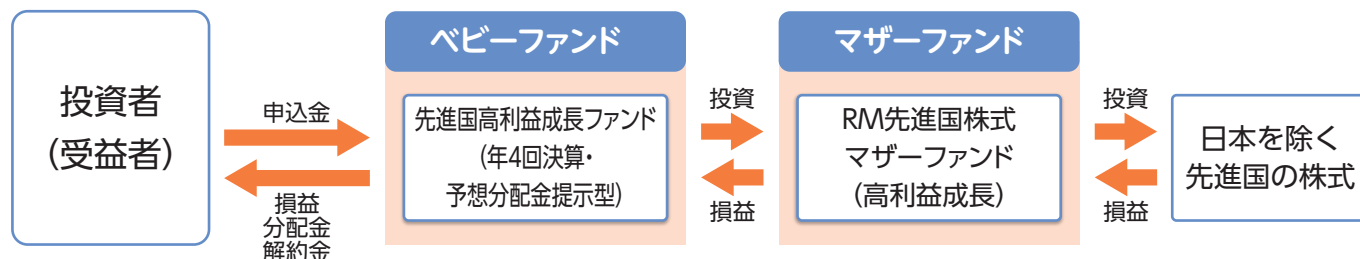 投資者
(受益者)
申込金
損益
分配金
解約金
ベビーファンド
先進国高利益成長ファンド
(年4回決算・
予想分配金提示型)
投資
損益
マザーファンド
RM先進国株式
マザーファンド
(高利益成長)
投資
損益
日本を除く
先進国の株式